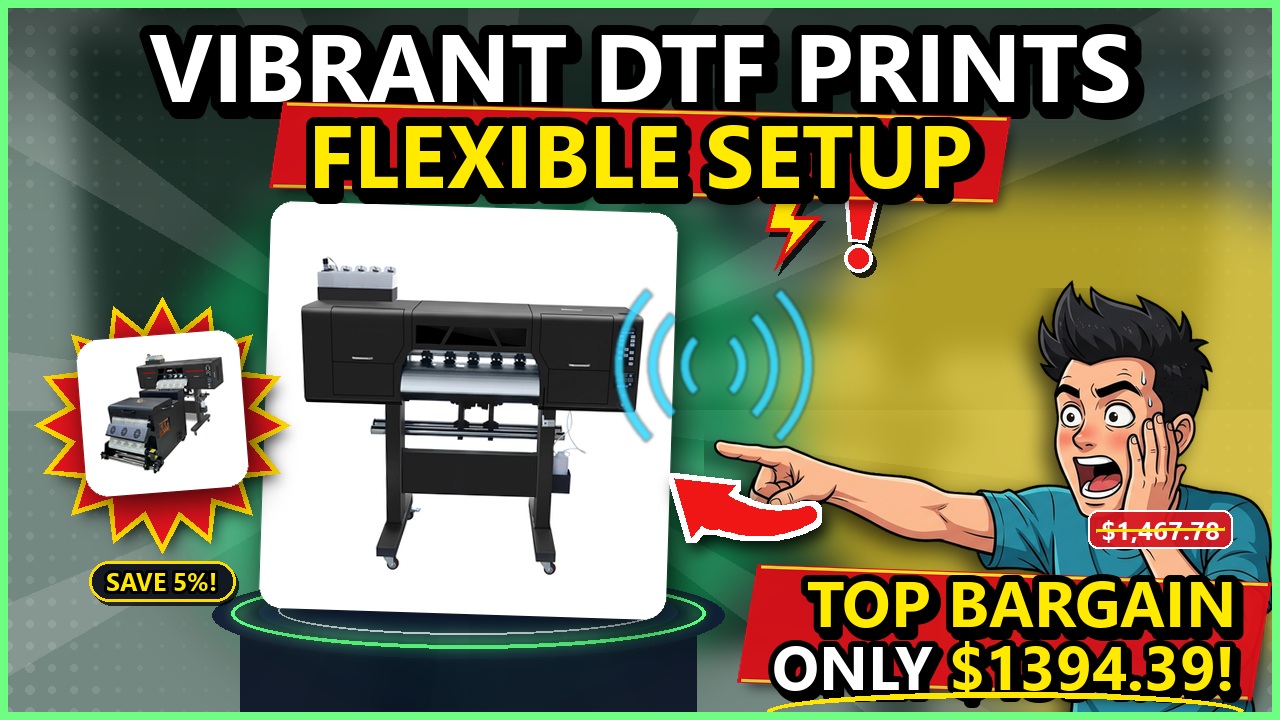 VIBRANT DTF PRINTS
FLEXIBLE SETUP
SAVE 5%!
$1,467.78
TOP BARGAIN
ONLY $1394.39!